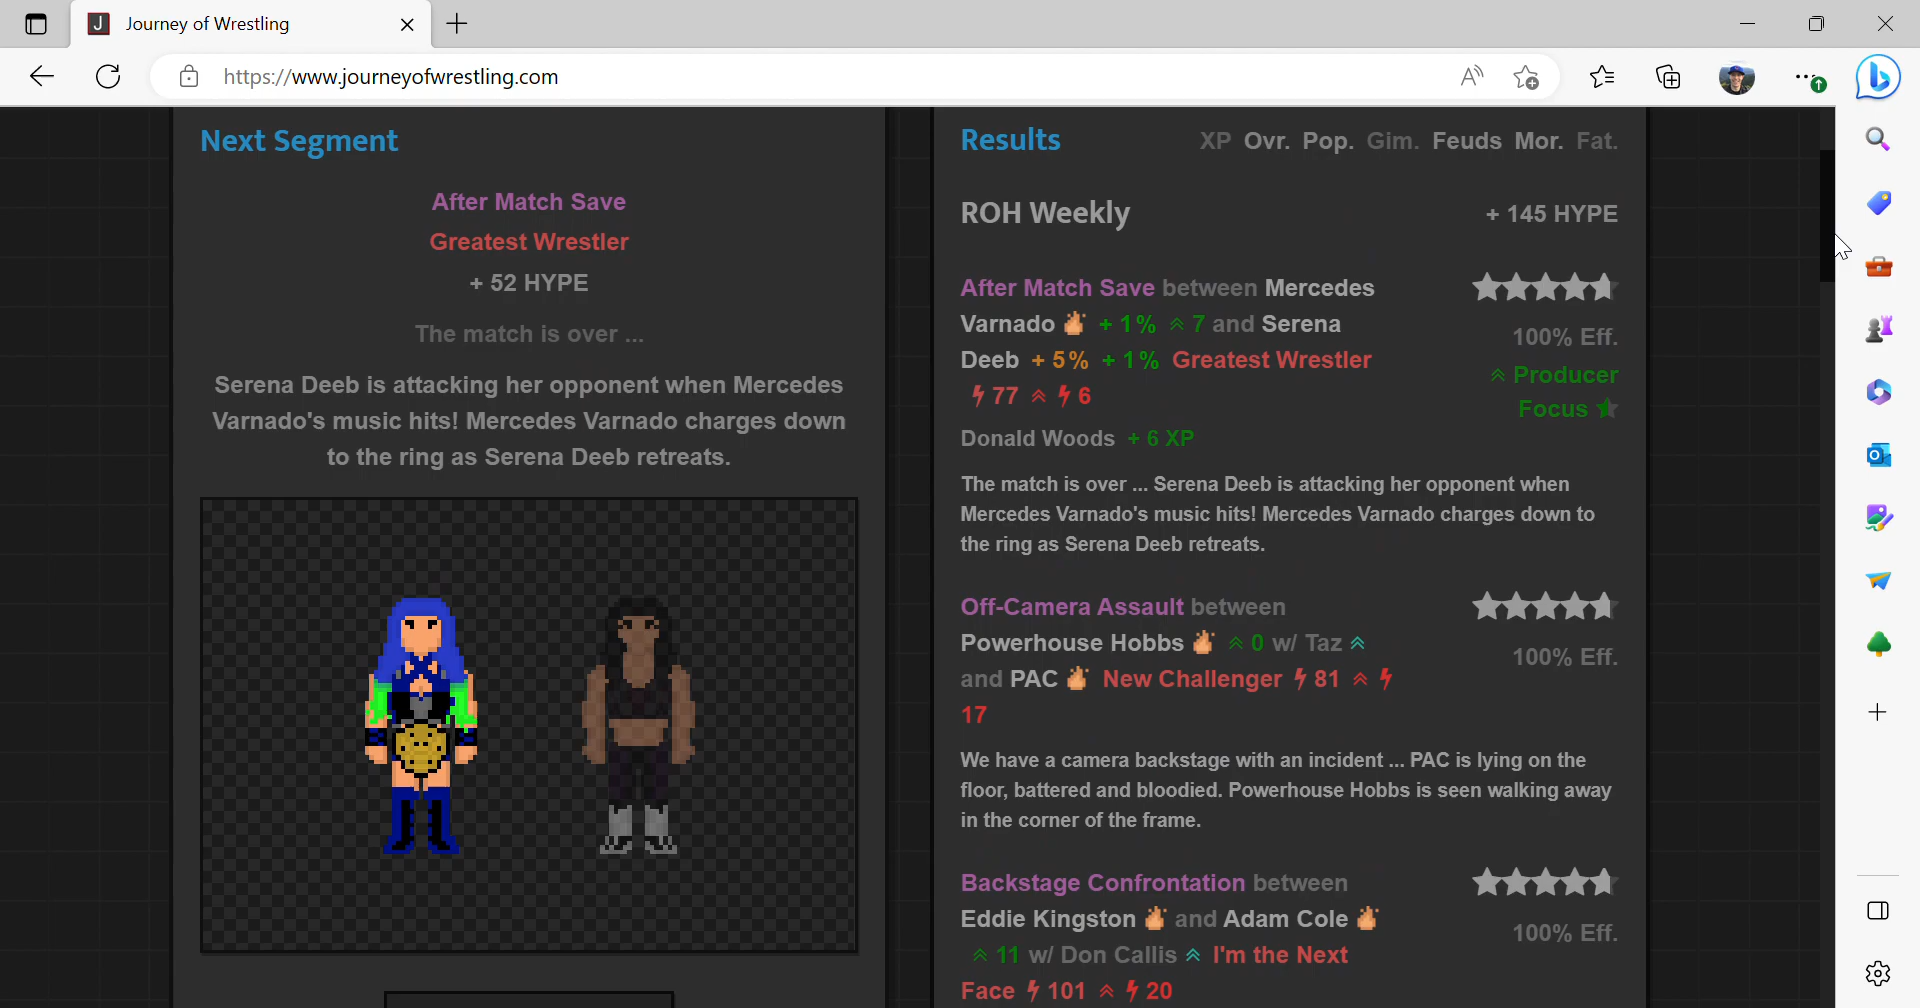 Journey of Wrestling
https://www.journeyofwrestling.com
Next Segment
After Match Save
Greatest Wrestler
+ 52 HYPE
The match is over ...
Serena Deeb is attacking her opponent when Mercedes
Varnado's music hits! Mercedes Varnado charges down
to the ring as Serena Deeb retreats.
Results XP Ovr. Pop. Gim. Feuds Mor. Fat.
ROH Weekly + 145 HYPE
After Match Save between Mercedes
Varnado + 1% 7 and Serena
100% Eff.
Deeb + 5% + 1% Greatest Wrestler
Producer
77 6
Focus
Donald Woods + 6 XP
The match is over ... Serena Deeb is attacking her opponent when
Mercedes Varnado's music hits! Mercedes Varnado charges down to
the ring as Serena Deeb retreats.
Off-Camera Assault between
Powerhouse Hobbs 0 w/ Taz
100% Eff.
and PAC New Challenger 81
17
We have a camera backstage with an incident ... PAC is lying on the
floor, battered and bloodied. Powerhouse Hobbs is seen walking away
in the corner of the frame.
Backstage Confrontation between
Eddie Kingston and Adam Cole
100% Eff.
11 w/ Don Callis I'm the Next
Face 101 20